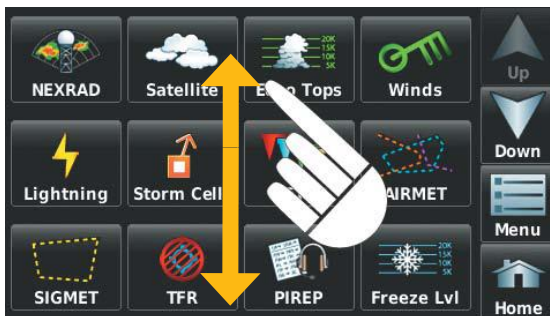 20K
15K
10K
5K
NEXRAD
Satellite
Tops
Winds
Up
Lightning
Storm Cell
AIRMET
Down
Menu
20K
15K
10K
5K
SIGMET
TFR
PIREP
Freeze Lvl
Home